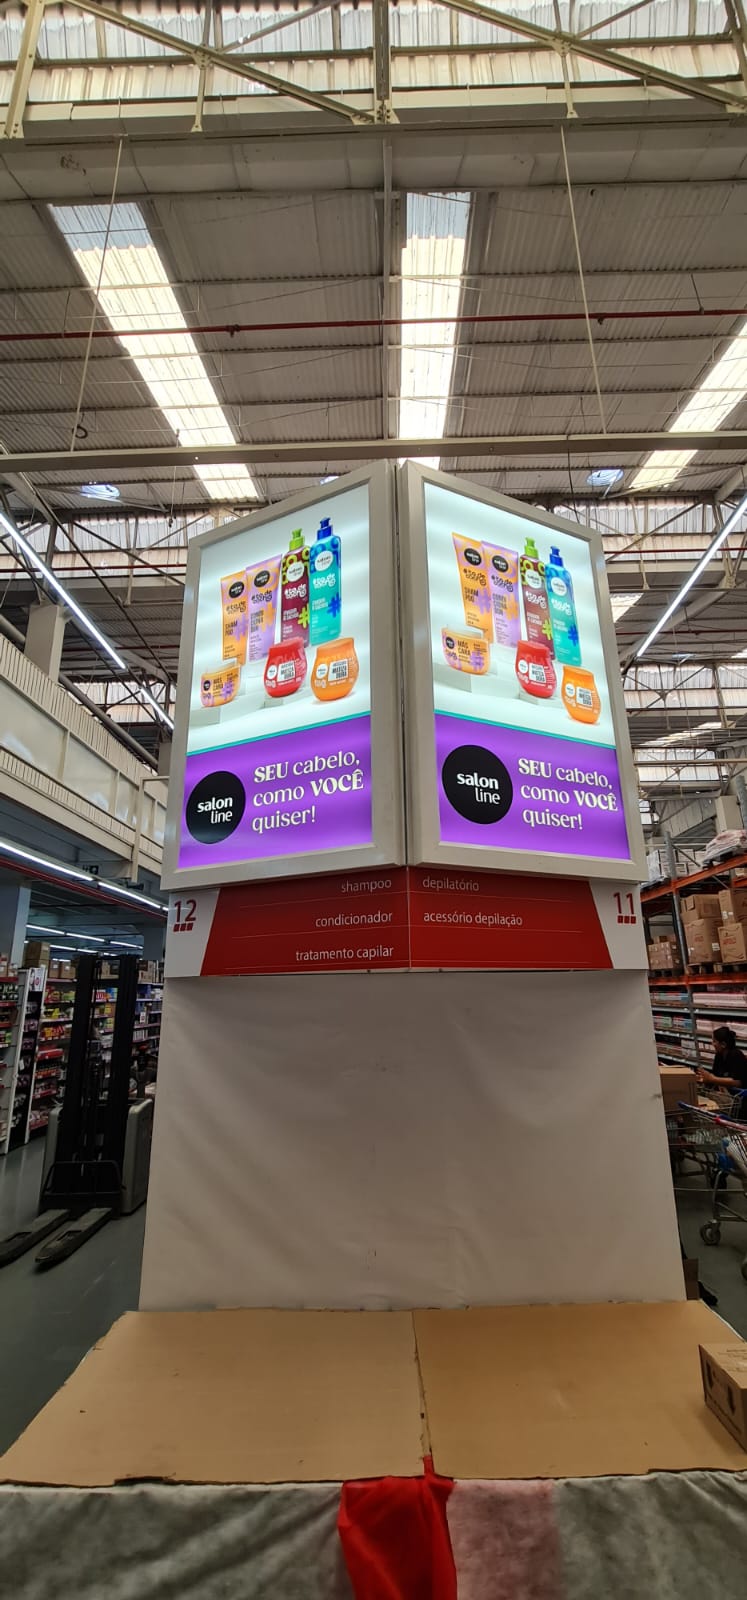 salon
line
SEU cabelo,
como VOCÊ
quiser!
salon
line
SEU cabelo,
como VOCÊ
quiser!
12
shampoo
condicionador
tratamento capilar
depilatório
acessório depilação
11